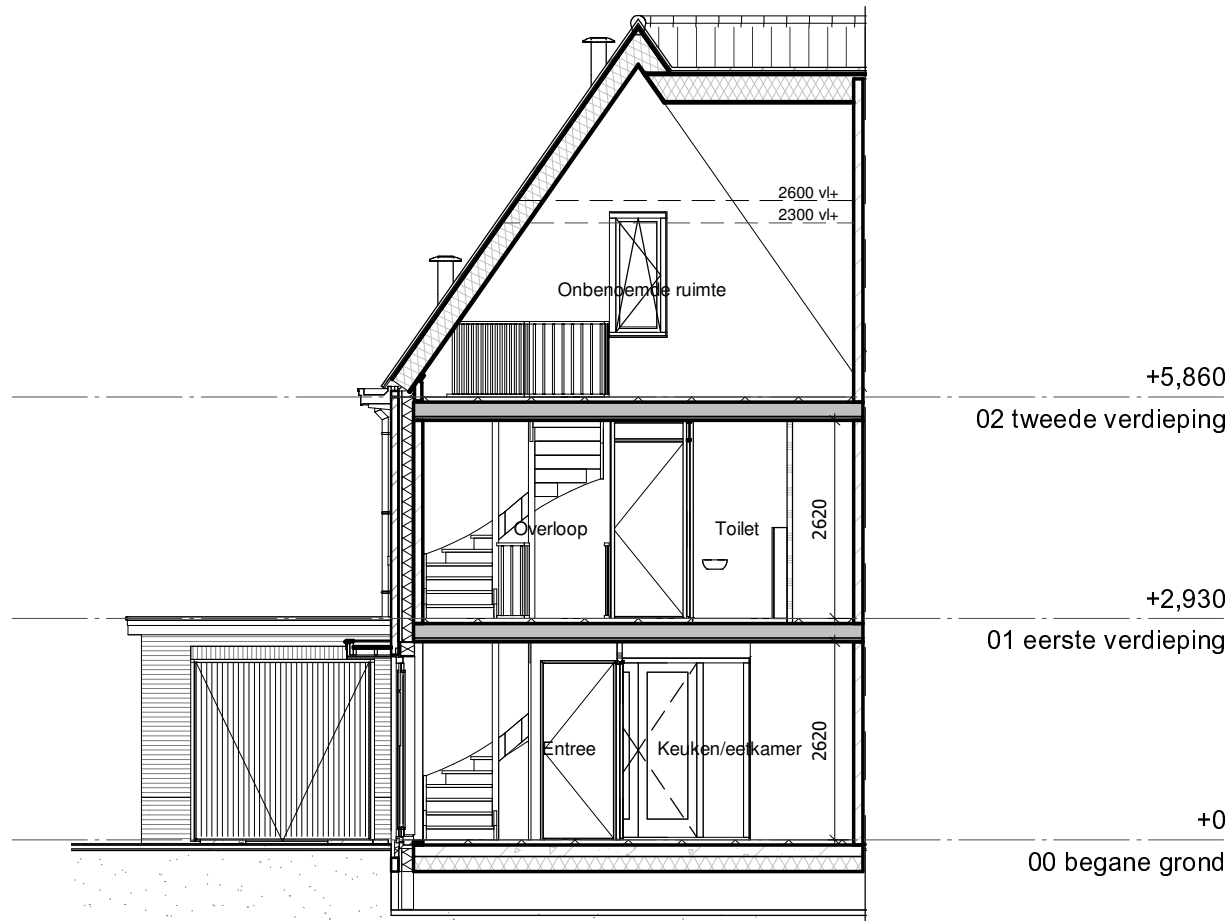 2600 vl+
2300 vl+
Onbenoemde ruimte
+5,860
02 tweede verdieping
Overloop
Toilet
2620
+2,930
01 eerste verdieping
Entree
Keuken/eetkamer
2620
+0
00 begane grond